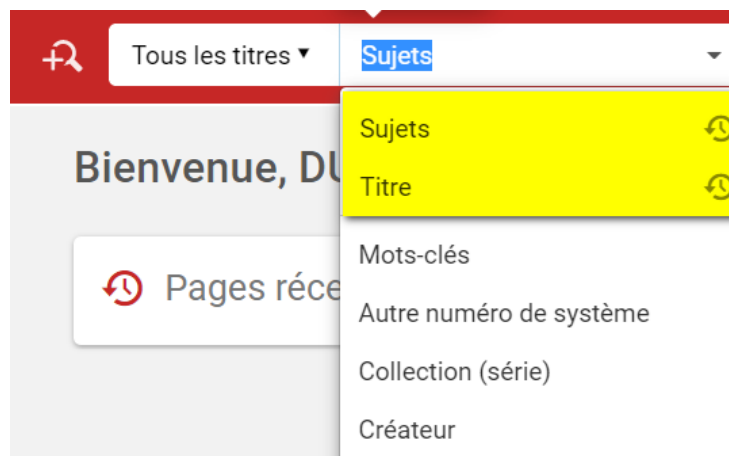 Tous les titres ▼ Sujets
Sujets
Bienvenue, DU
Titre
Mots-clés
Pages réce
Autre numéro de système
Collection (série)
Créateur